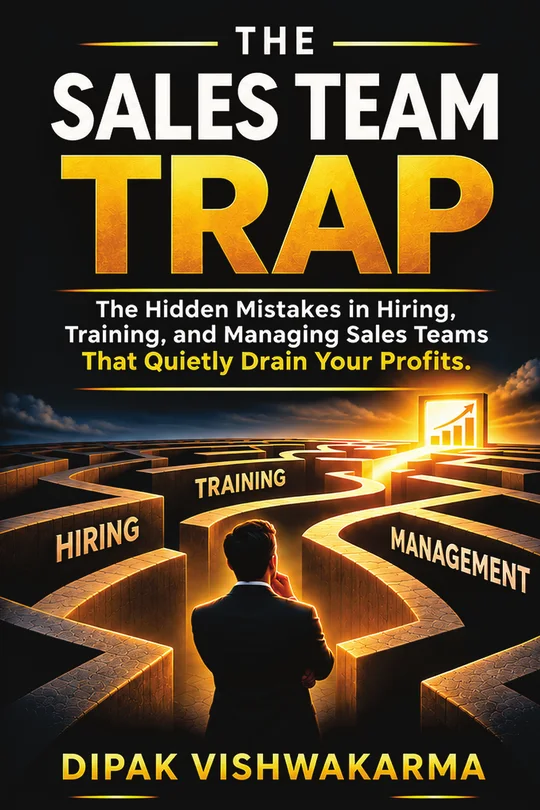 THE
SALES TEAM
TRAP
The Hidden Mistakes in Hiring,
Training, and Managing Sales Teams
That Quietly Drain Your Profits.
TRAINING
HIRING
MANAGEMENT
DIPAK VISHWAKARMA